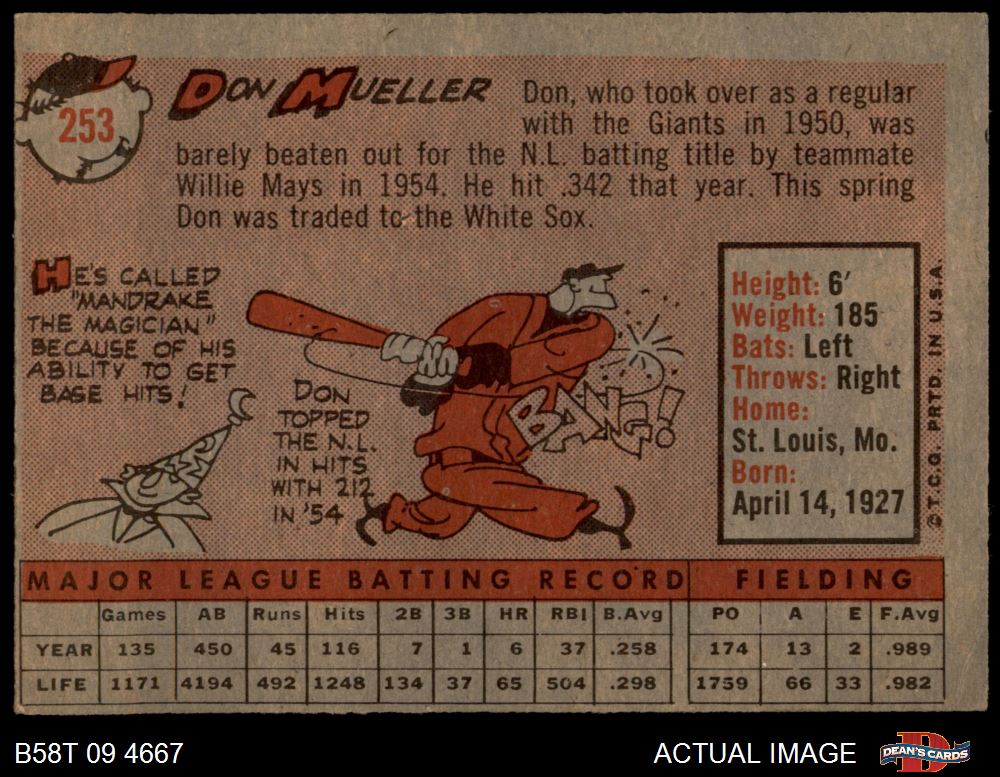 253
DON MUELLER
Don, who took over as a regular
with the Giants in 1950, was
barely beaten out for the N.L. batting title by teammate
Willie Mays in 1954. He hit .342 that year. This spring
Don was traded to the White Sox.
HE'S CALLED
"MANDRAKE
THE MAGICIAN"
BECAUSE OF HIS
ABILITY TO GET
BASE HITS!
DON
TOPPED
THE N.L.
IN HITS
WITH 212
IN '54
BANG!
Height: 6'
Weight: 185
Bats: Left
Throws: Right
Home:
St. Louis, Mo.
Born:
April 14, 1927
© T.C.G. PRTD. IN U.S.A.
MAJOR LEAGUE BATTING RECORD FIELDING
Games AB Runs Hits 2B 3B HR RBI B.Avg PO A E F.Avg
YEAR 135 450 45 116 7 1 6 37 .258 174 13 2 .989
LIFE 1171 4194 492 1248 134 37 65 504 .298 1759 66 33 .982
B58T 09 4667 ACTUAL IMAGE D DEAN'S CARDS